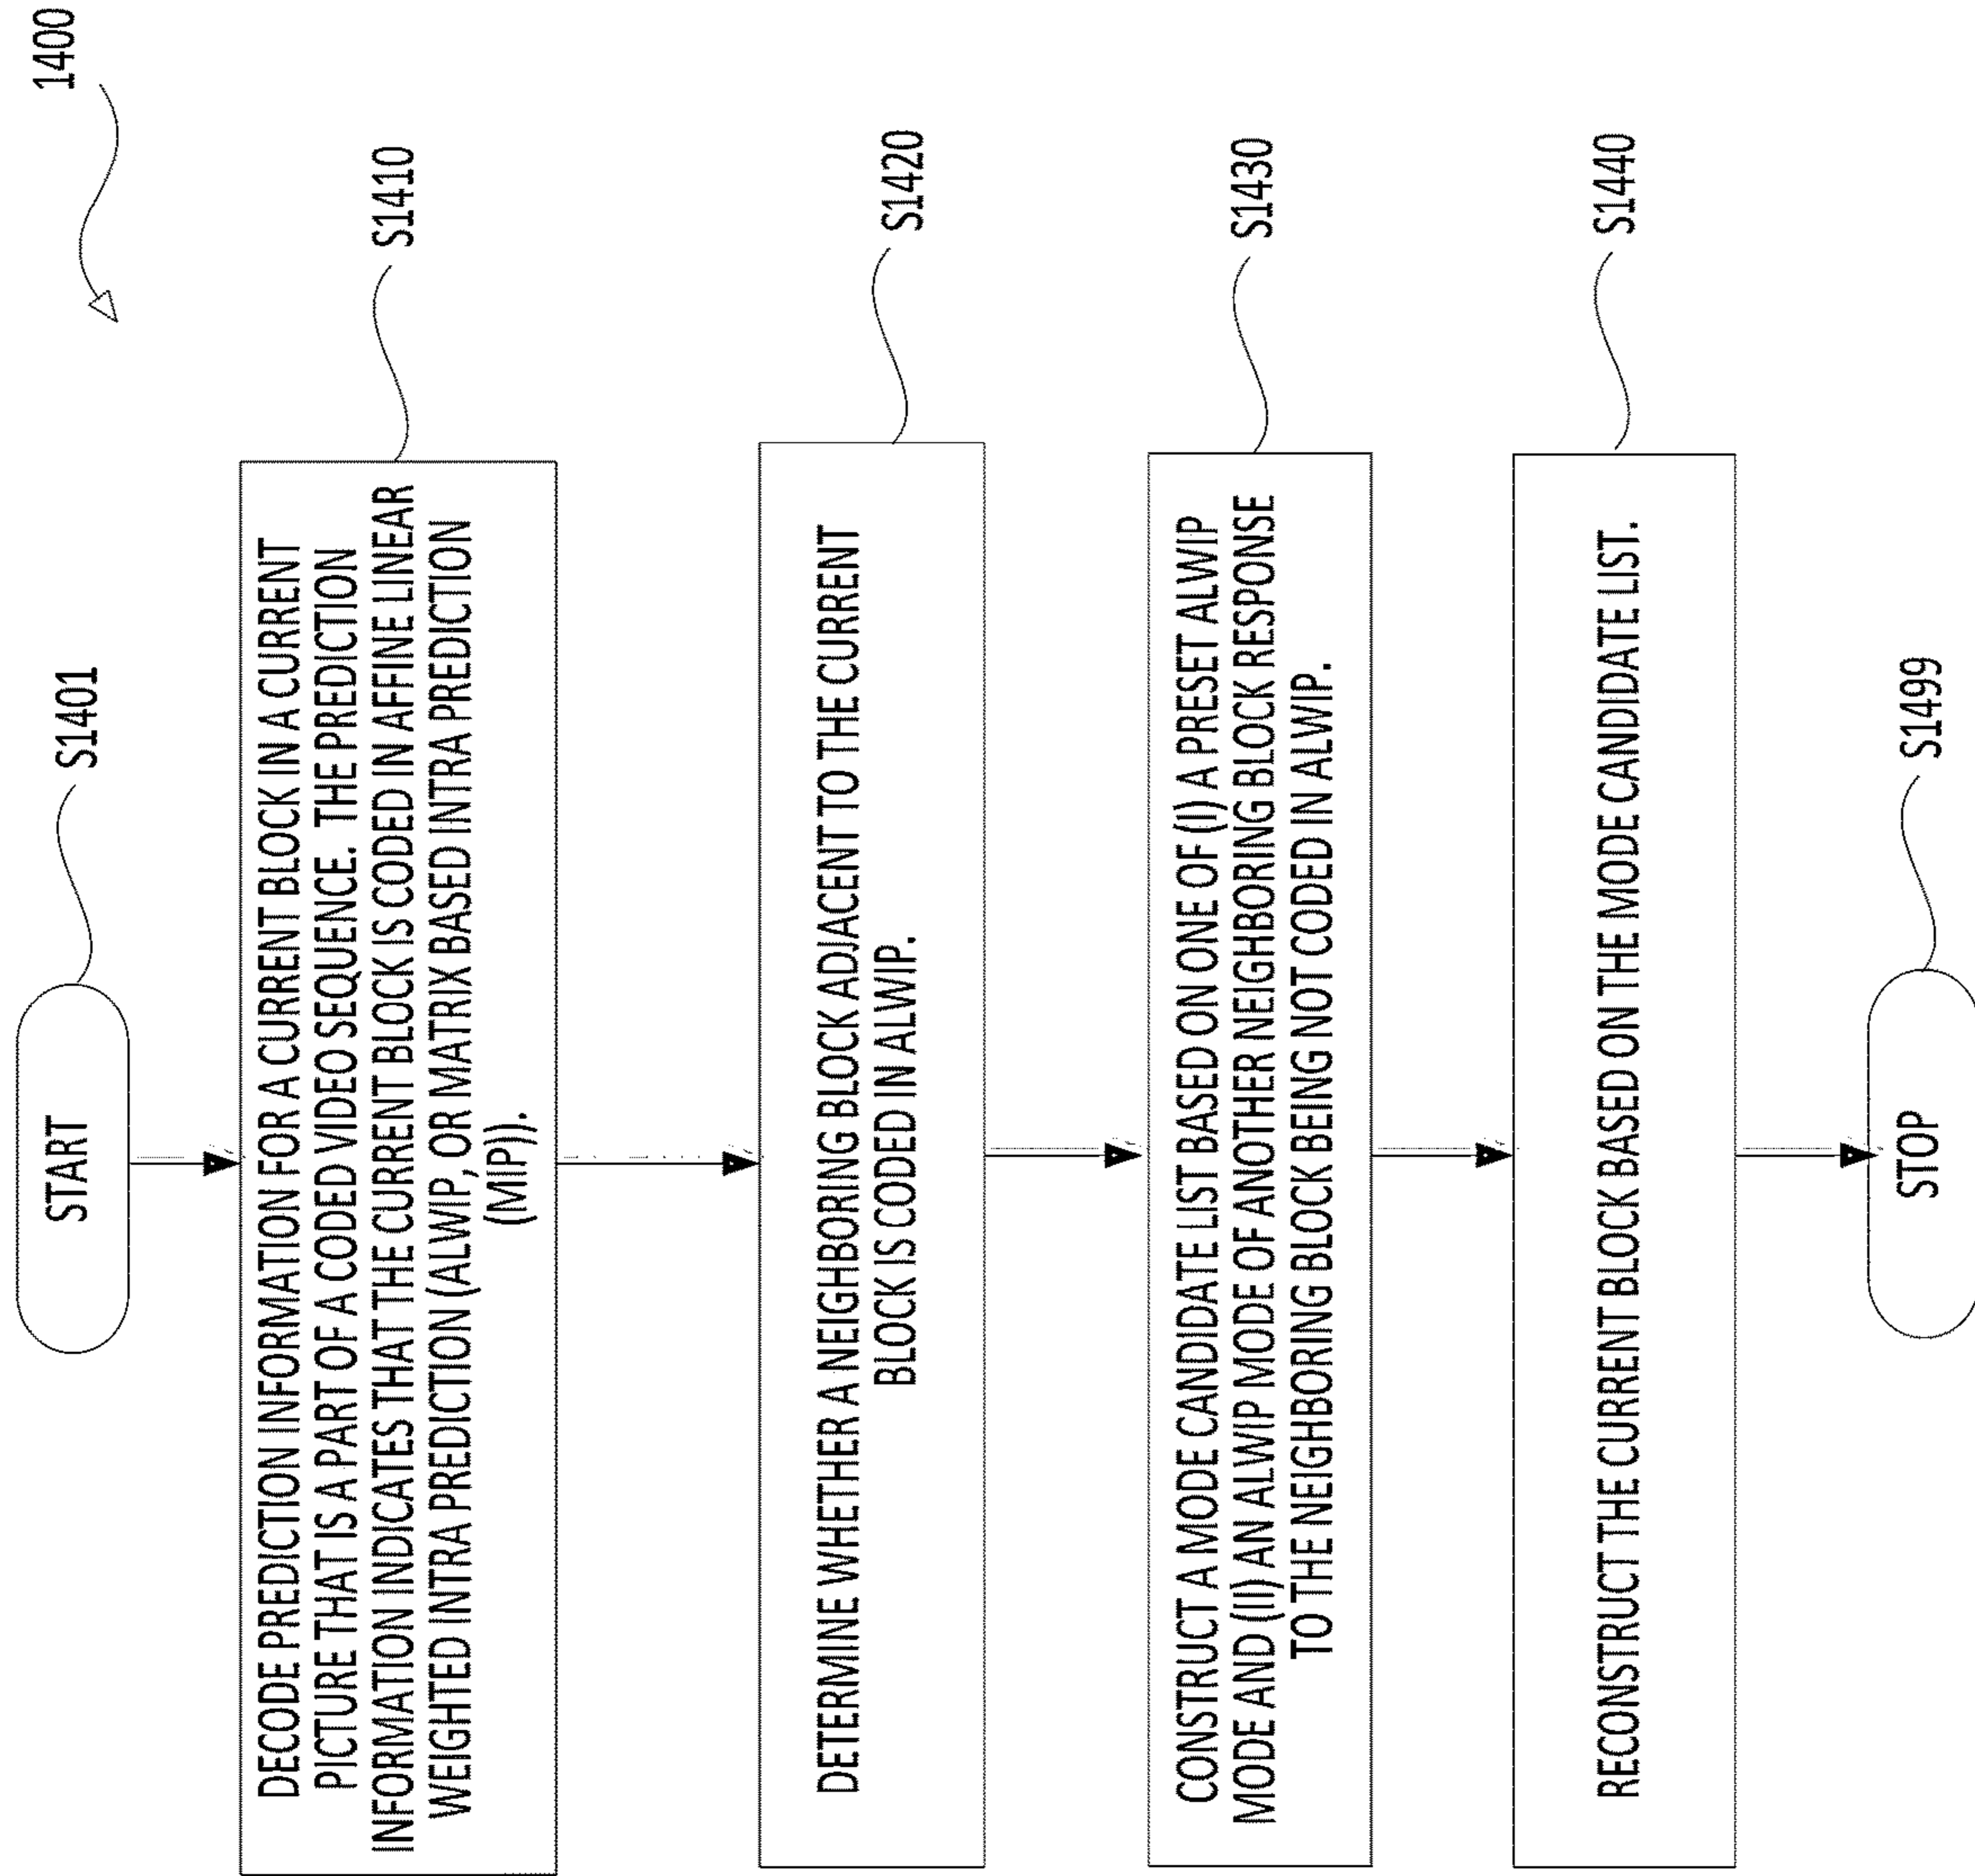 1400
START
S1401
DECODE PREDICTION INFORMATION FOR A CURRENT BLOCK IN A CURRENT
PICTURE THAT IS A PART OF A CODED VIDEO SEQUENCE. THE PREDICTION
INFORMATION INDICATES THAT THE CURRENT BLOCK IS CODED IN AFFINE LINEAR
WEIGHTED INTRA PREDICTION (ALWIP, OR MATRIX BASED INTRA PREDICTION
(MIP)).
S1410
DETERMINE WHETHER A NEIGHBORING BLOCK ADJACENT TO THE CURRENT
BLOCK IS CODED IN ALWIP.
S1420
CONSTRUCT A MODE CANDIDATE LIST BASED ON ONE OF (I) A PRESET ALWIP
MODE AND (II) AN ALWIP MODE OF ANOTHER NEIGHBORING BLOCK RESPONSE
TO THE NEIGHBORING BLOCK BEING NOT CODED IN ALWIP.
S1430
RECONSTRUCT THE CURRENT BLOCK BASED ON THE MODE CANDIDATE LIST.
S1440
STOP
S1499